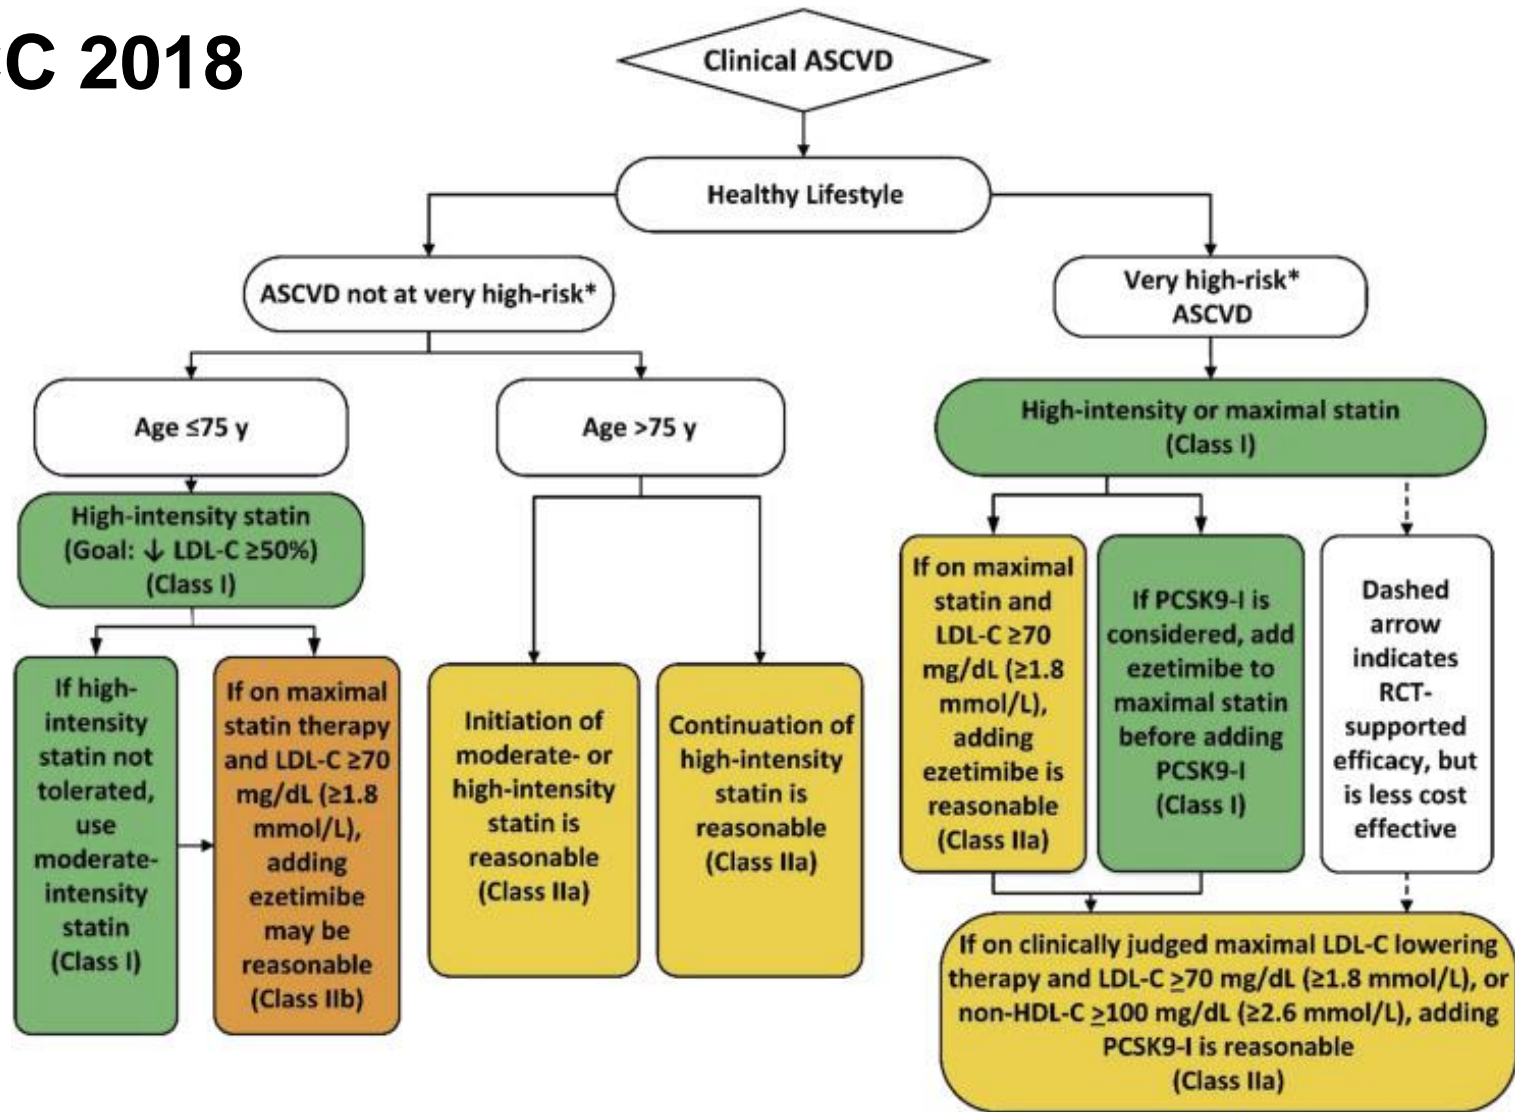 C 2018
Clinical ASCVD
Healthy Lifestyle
ASCVD not at very high-risk*
Very high-risk*
ASCVD
Age ≤75 y
Age >75 y
High-intensity or maximal statin
(Class I)
High-intensity statin
(Goal: ↓ LDL-C ≥50%)
(Class I)
If high-
intensity
statin not
tolerated,
use
moderate-
intensity
statin
(Class I)
If on maximal
statin therapy
and LDL-C ≥70
mg/dL (≥1.8
mmol/L),
adding
ezetimibe
may be
reasonable
(Class IIb)
Initiation of
moderate- or
high-intensity
statin is
reasonable
(Class IIa)
Continuation of
high-intensity
statin is
reasonable
(Class IIa)
If on maximal
statin and
LDL-C ≥70
mg/dL (≥1.8
mmol/L),
adding
ezetimibe is
reasonable
(Class IIa)
If PCSK9-I is
considered, add
ezetimibe to
maximal statin
before adding
PCSK9-I
(Class I)
Dashed
arrow
indicates
RCT-
supported
efficacy, but
is less cost
effective
If on clinically judged maximal LDL-C lowering
therapy and LDL-C ≥70 mg/dL (≥1.8 mmol/L), or
non-HDL-C ≥100 mg/dL (≥2.6 mmol/L), adding
PCSK9-I is reasonable
(Class IIa)